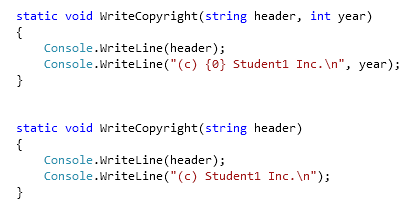 static void WriteCopyright(string header, int year)
{
    Console.WriteLine(header);
    Console.WriteLine("(c) {0} Student1 Inc.\n", year);
}
static void WriteCopyright(string header)
{
    Console.WriteLine(header);
    Console.WriteLine("(c) Student1 Inc.\n");
}